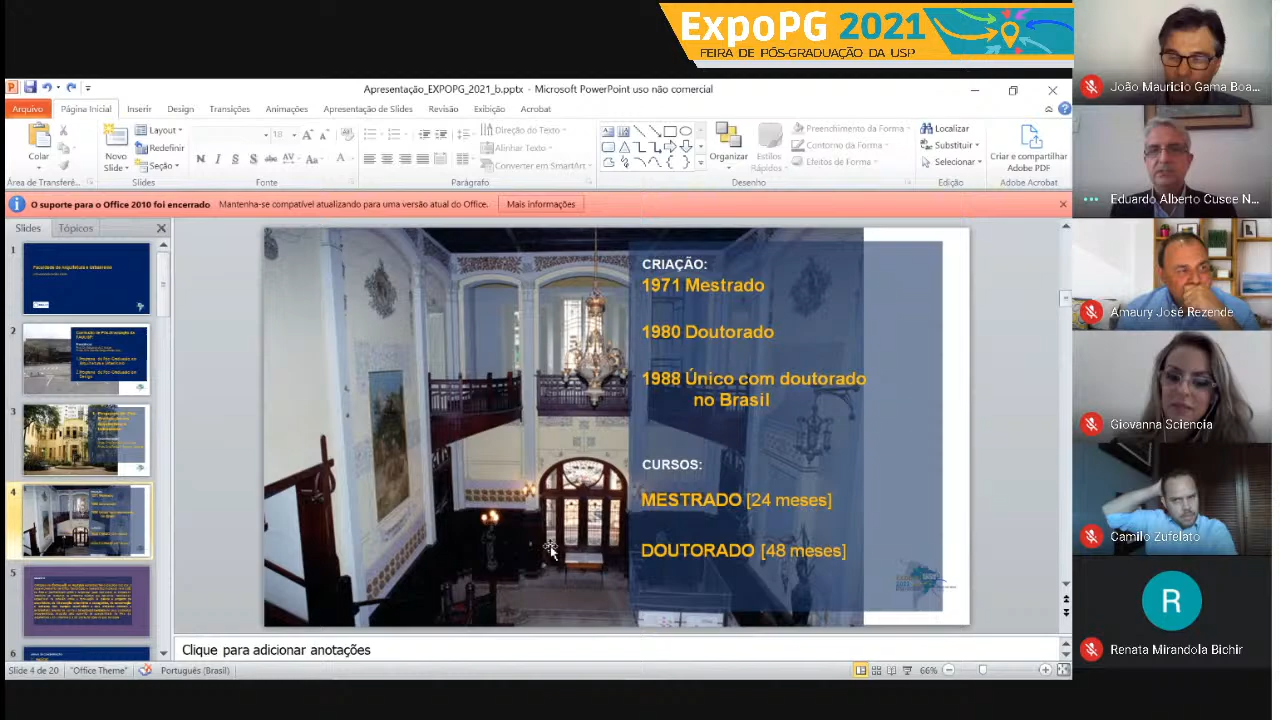 ExpoPG 2021
FEIRA DE PÓS-GRADUAÇÃO DA USP
Apresentação_EXPOPG_2021_b.pptx - Microsoft PowerPoint uso não comercial
Arquivo
Página Inicial
Inserir
Design
Transições
Animações
Apresentação de Slides
Revisão
Exibição
Acrobat
Colar
Novo
Slide
Layout
Redefinir
Seção
18
Direção do Texto
Alinhar Texto
Converter em SmartArt
Organizar
Estilos
Rápidos
Preenchimento da Forma
Contorno da Forma
Efeitos de Forma
Localizar
Substituir
Selecionar
Criar e compartilhar
Adobe PDF
Área de Transferê...
Slides
Fonte
Parágrafo
Desenho
Edição
Adobe Acrobat
O suporte para o Office 2010 foi encerrado
Mantenha-se compatível atualizando para uma versão atual do Office.
Mais informações
Slides
Tópicos
1
2
3
4
5
6
CRIAÇÃO:
1971 Mestrado
1980 Doutorado
1988 Único com doutorado
no Brasil
CURSOS:
MESTRADO [24 meses]
DOUTORADO [48 meses]
Clique para adicionar anotações
Slide 4 de 20
"Office Theme"
Português (Brasil)
66%
João Mauricio Gama Boa...
Eduardo Alberto Cusce N...
Amaury José Rezende
Giovanna Sciencia
Camilo Zufelato
R
Renata Mirandola Bichir